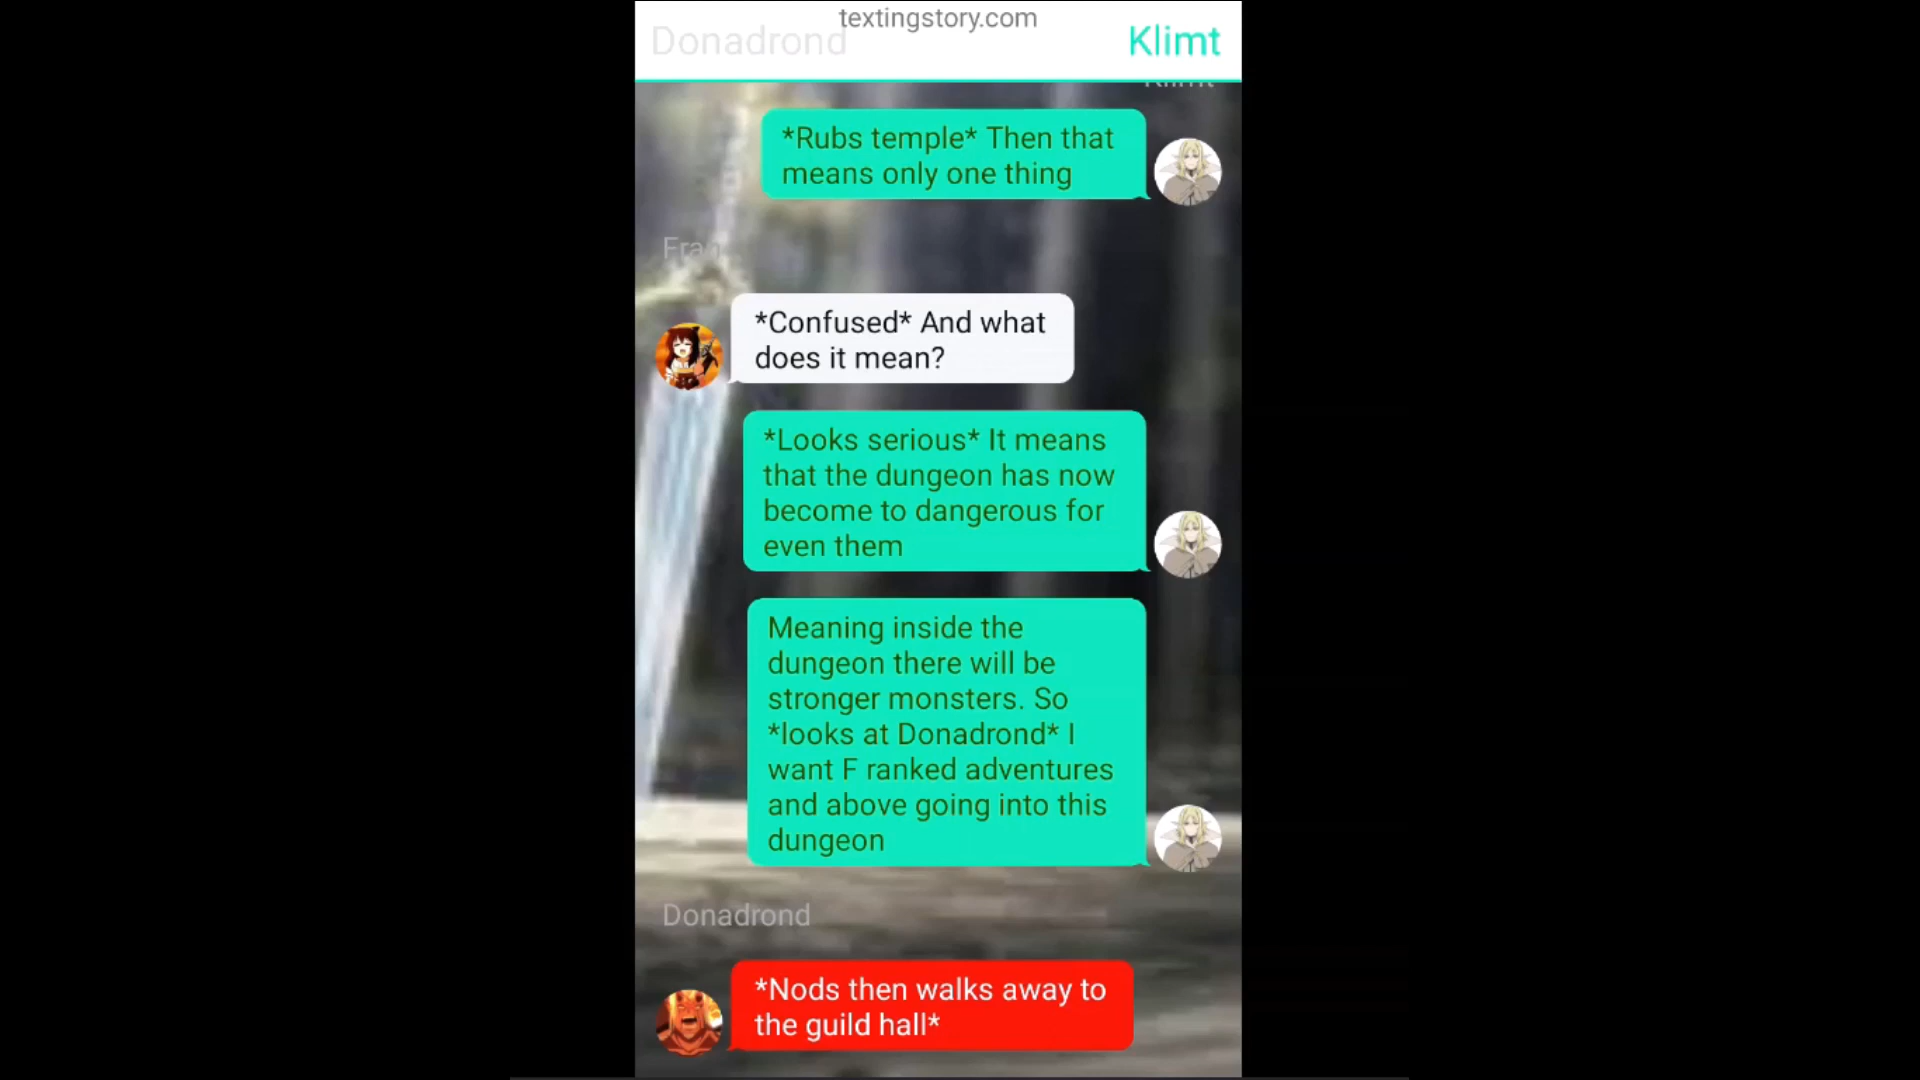 textingstory.com
Donadrond
Klimt
Klimt
*Rubs temple* Then that
means only one thing
Fran
*Confused* And what
does it mean?
*Looks serious* It means
that the dungeon has now
become to dangerous for
even them
Meaning inside the
dungeon there will be
stronger monsters. So
*looks at Donadrond* I
want F ranked adventures
and above going into this
dungeon
Donadrond
*Nods then walks away to
the guild hall*